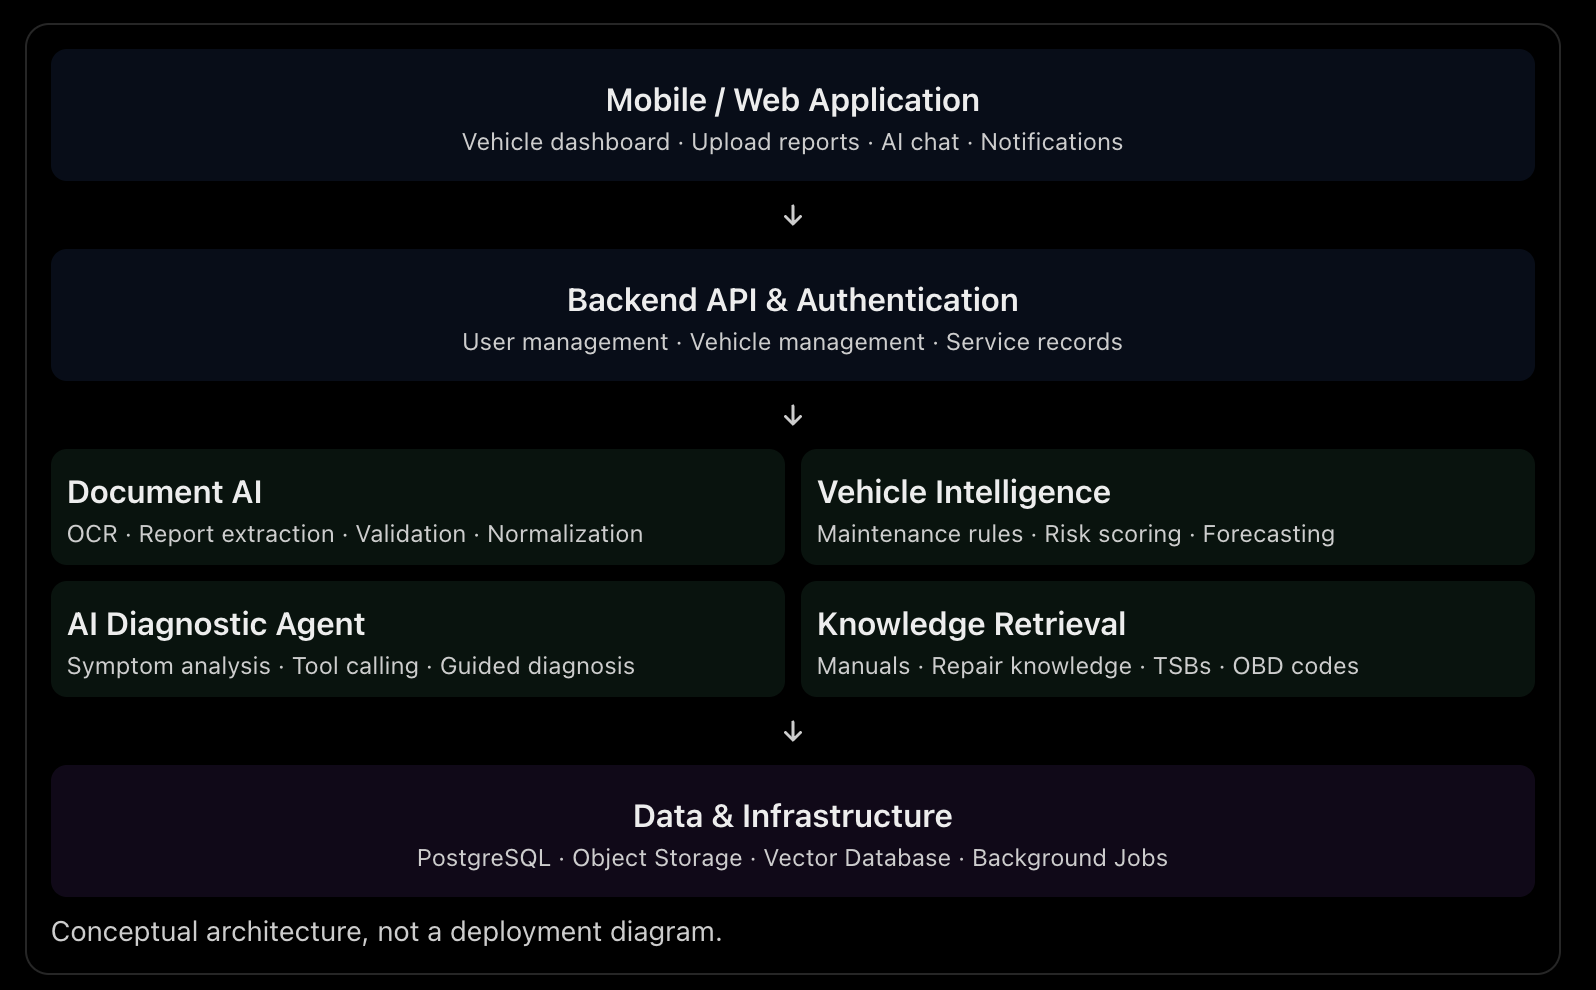 Mobile / Web Application
Vehicle dashboard · Upload reports · AI chat · Notifications
↓
Backend API & Authentication
User management · Vehicle management · Service records
↓
Document AI
OCR · Report extraction · Validation · Normalization
Vehicle Intelligence
Maintenance rules · Risk scoring · Forecasting
AI Diagnostic Agent
Symptom analysis · Tool calling · Guided diagnosis
Knowledge Retrieval
Manuals · Repair knowledge · TSBs · OBD codes
↓
Data & Infrastructure
PostgreSQL · Object Storage · Vector Database · Background Jobs
Conceptual architecture, not a deployment diagram.